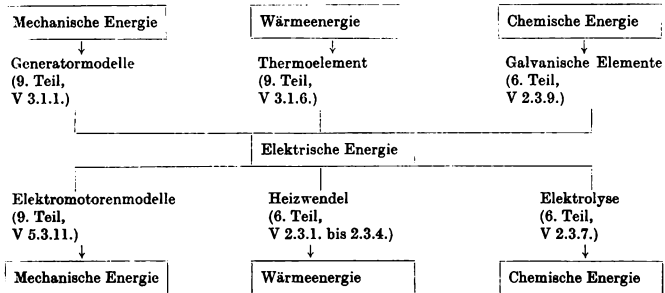 Mechanische Energie Wärmeenergie Chemische Energie
Generatormodelle Thermoelement Galvanische Elemente
(9. Teil, (9. Teil, (6. Teil,
V 3.1.1.) V 3.1.6.) V 2.3.9.)
Elektrische Energie
Elektromotorenmodelle Heizwendel Elektrolyse
(9. Teil, (6. Teil, (6. Teil,
V 5.3.11.) V 2.3.1. bis 2.3.4.) V 2.3.7.)
Mechanische Energie Wärmeenergie Chemische Energie